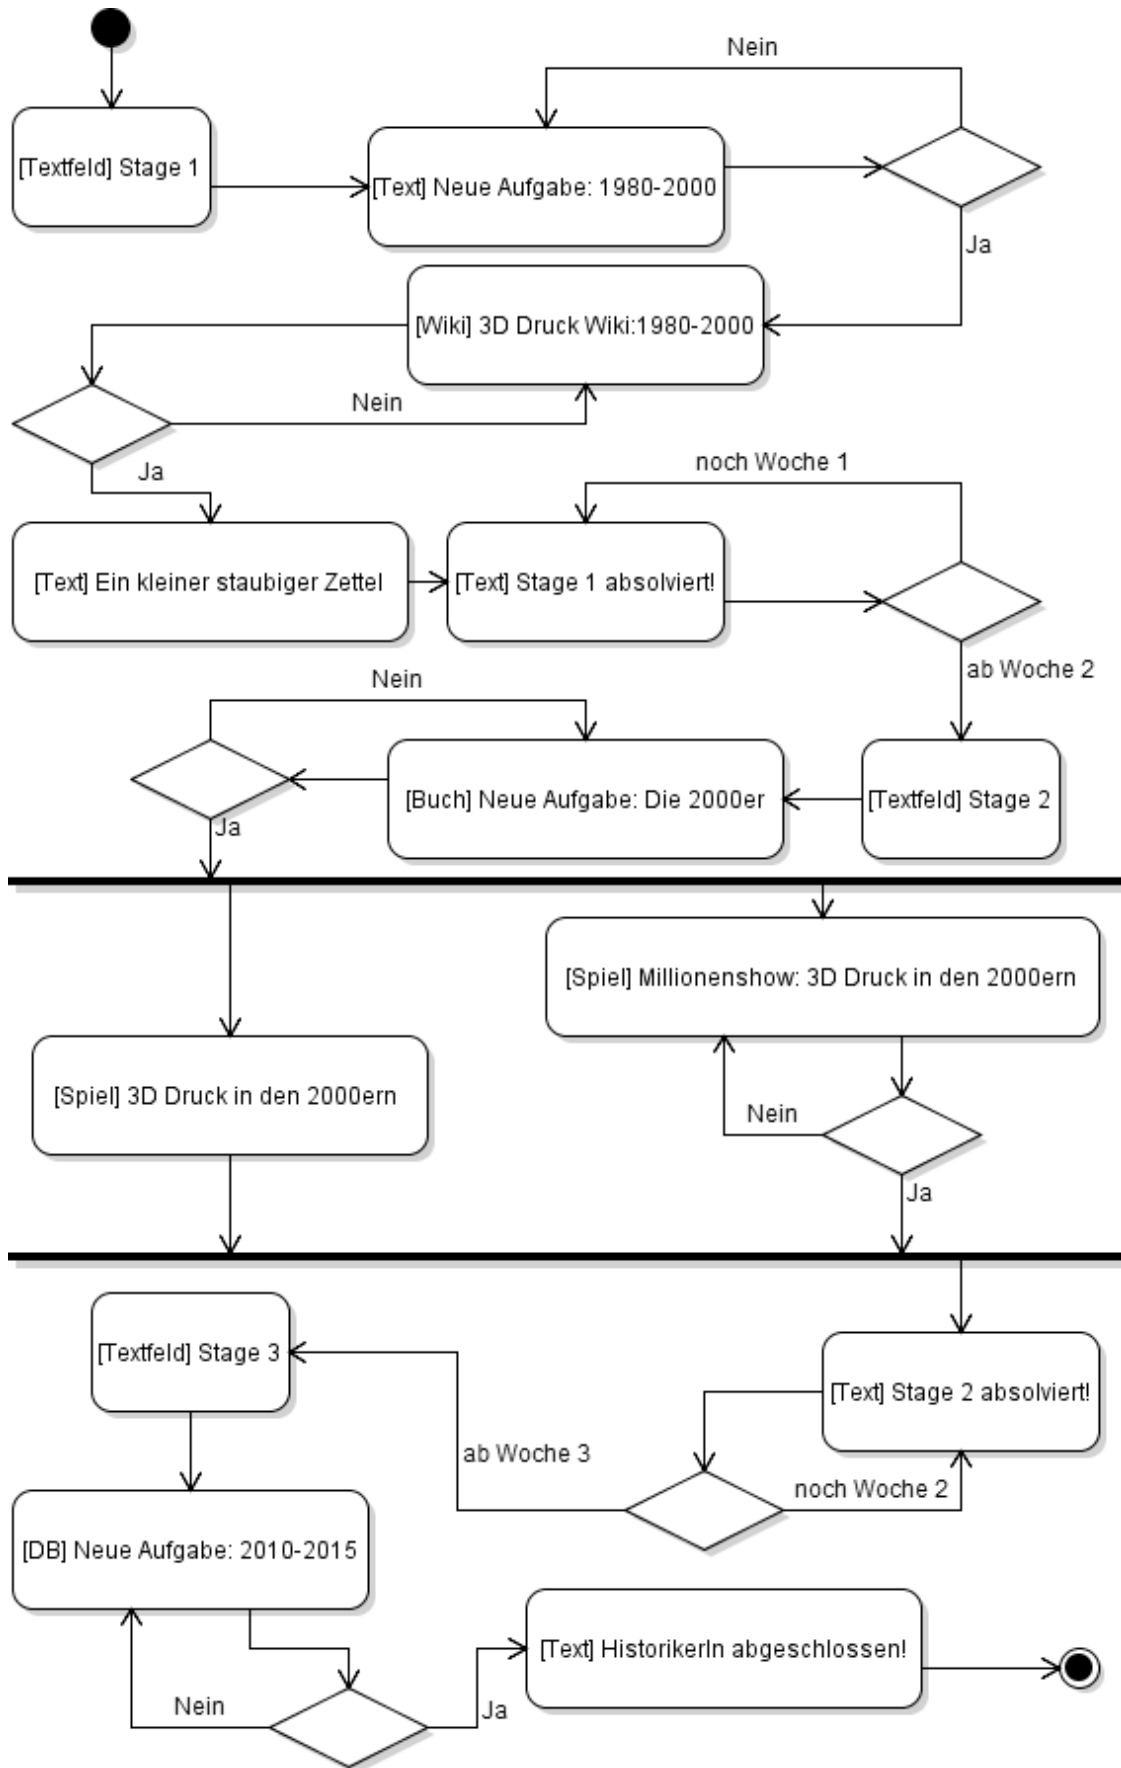 Nein
[Textfeld] Stage 1
[Text] Neue Aufgabe: 1980-2000
Ja
[Wiki] 3D Druck Wiki:1980-2000
Nein
Ja
noch Woche 1
[Text] Ein kleiner staubiger Zettel
[Text] Stage 1 absolviert!
ab Woche 2
Nein
[Textfeld] Stage 2
[Buch] Neue Aufgabe: Die 2000er
Ja
[Spiel] Millionenshow: 3D Druck in den 2000ern
[Spiel] 3D Druck in den 2000ern
Nein
Ja
[Textfeld] Stage 3
[Text] Stage 2 absolviert!
ab Woche 3
noch Woche 2
[DB] Neue Aufgabe: 2010-2015
[Text] HistorikerIn abgeschlossen!
Nein
Ja